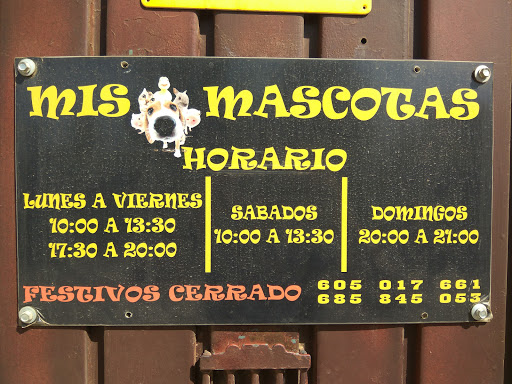 MIS MASCOTAS
HORARIO
LUNES A VIERNES
10:00 A 13:30
17:30 A 20:00
SABADOS
10:00 A 13:30
DOMINGOS
20:00 A 21:00
FESTIVOS CERRADO
605 017 661
685 845 053